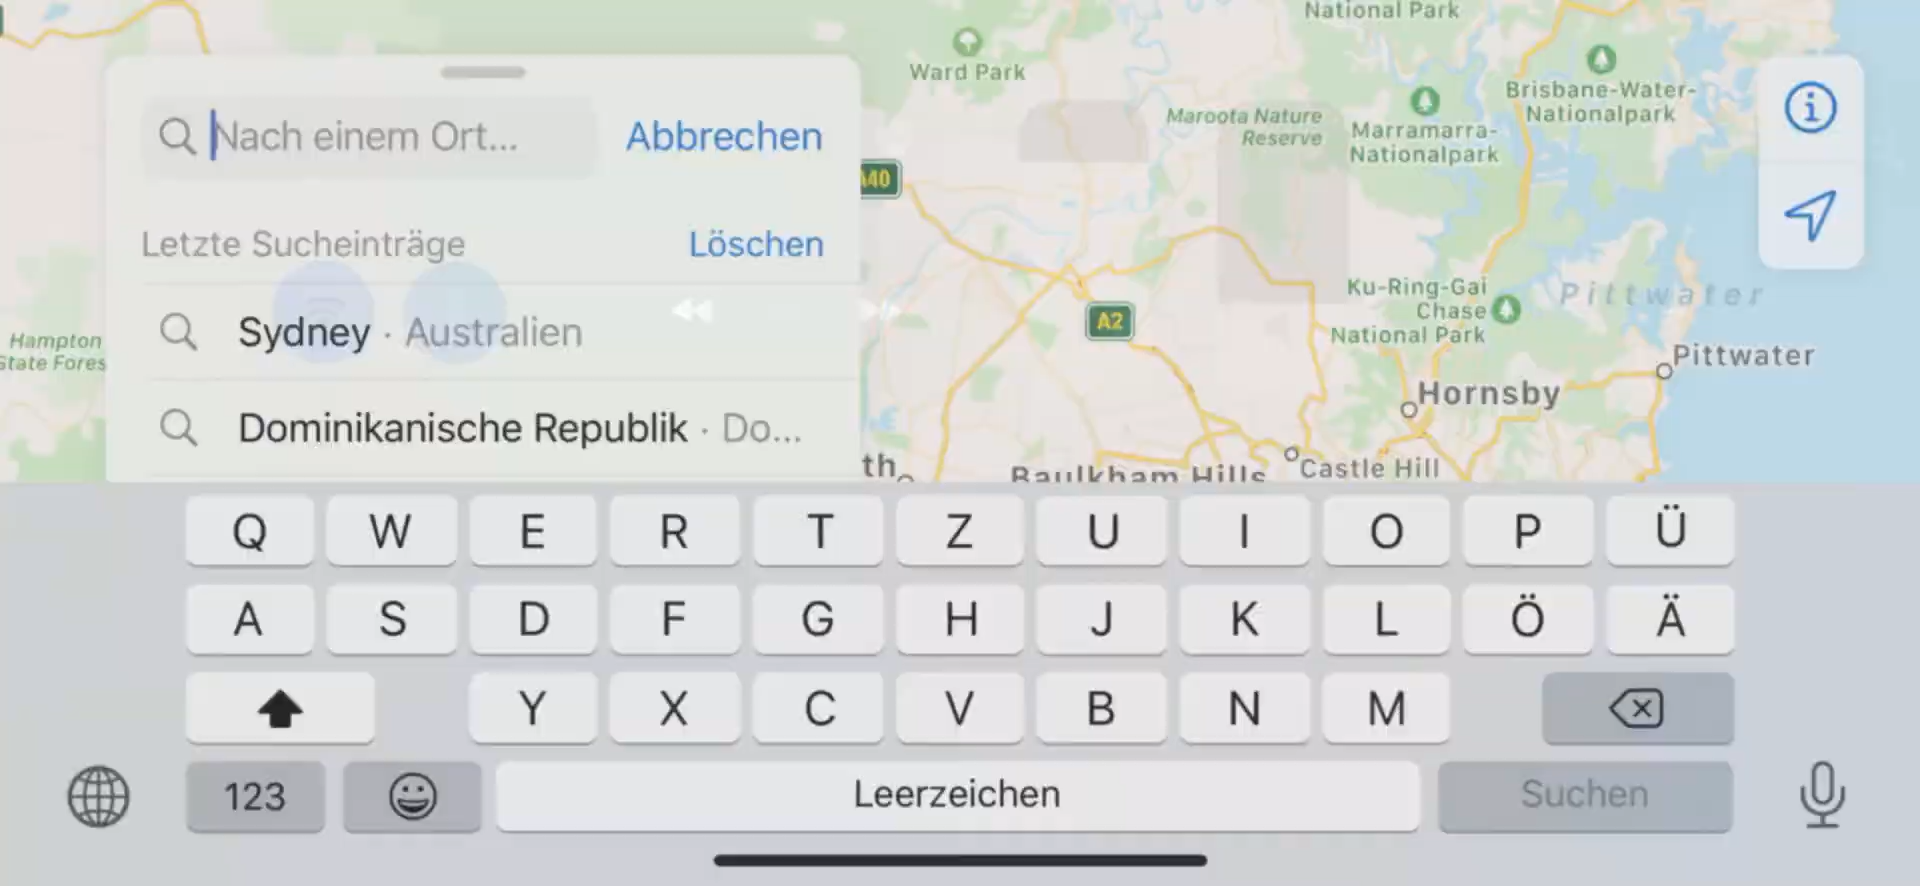 National Park
Ward Park
Brisbane-Water-
Nationalpark
Maroota Nature
Reserve
Marramarra-
Nationalpark
Nach einem Ort...
Abbrechen
A40
Letzte Sucheinträge
Löschen
Sydney · Australien
Dominikanische Republik · Do...
Hampton
State Fores
A2
Ku-Ring-Gai
Chase
National Park
Pittwater
Pittwater
Hornsby
th
Baulkham Hills
Castle Hill
Q W E R T Z U I O P Ü
A S D F G H J K L Ö Ä
Y X C V B N M
123
Leerzeichen
Suchen